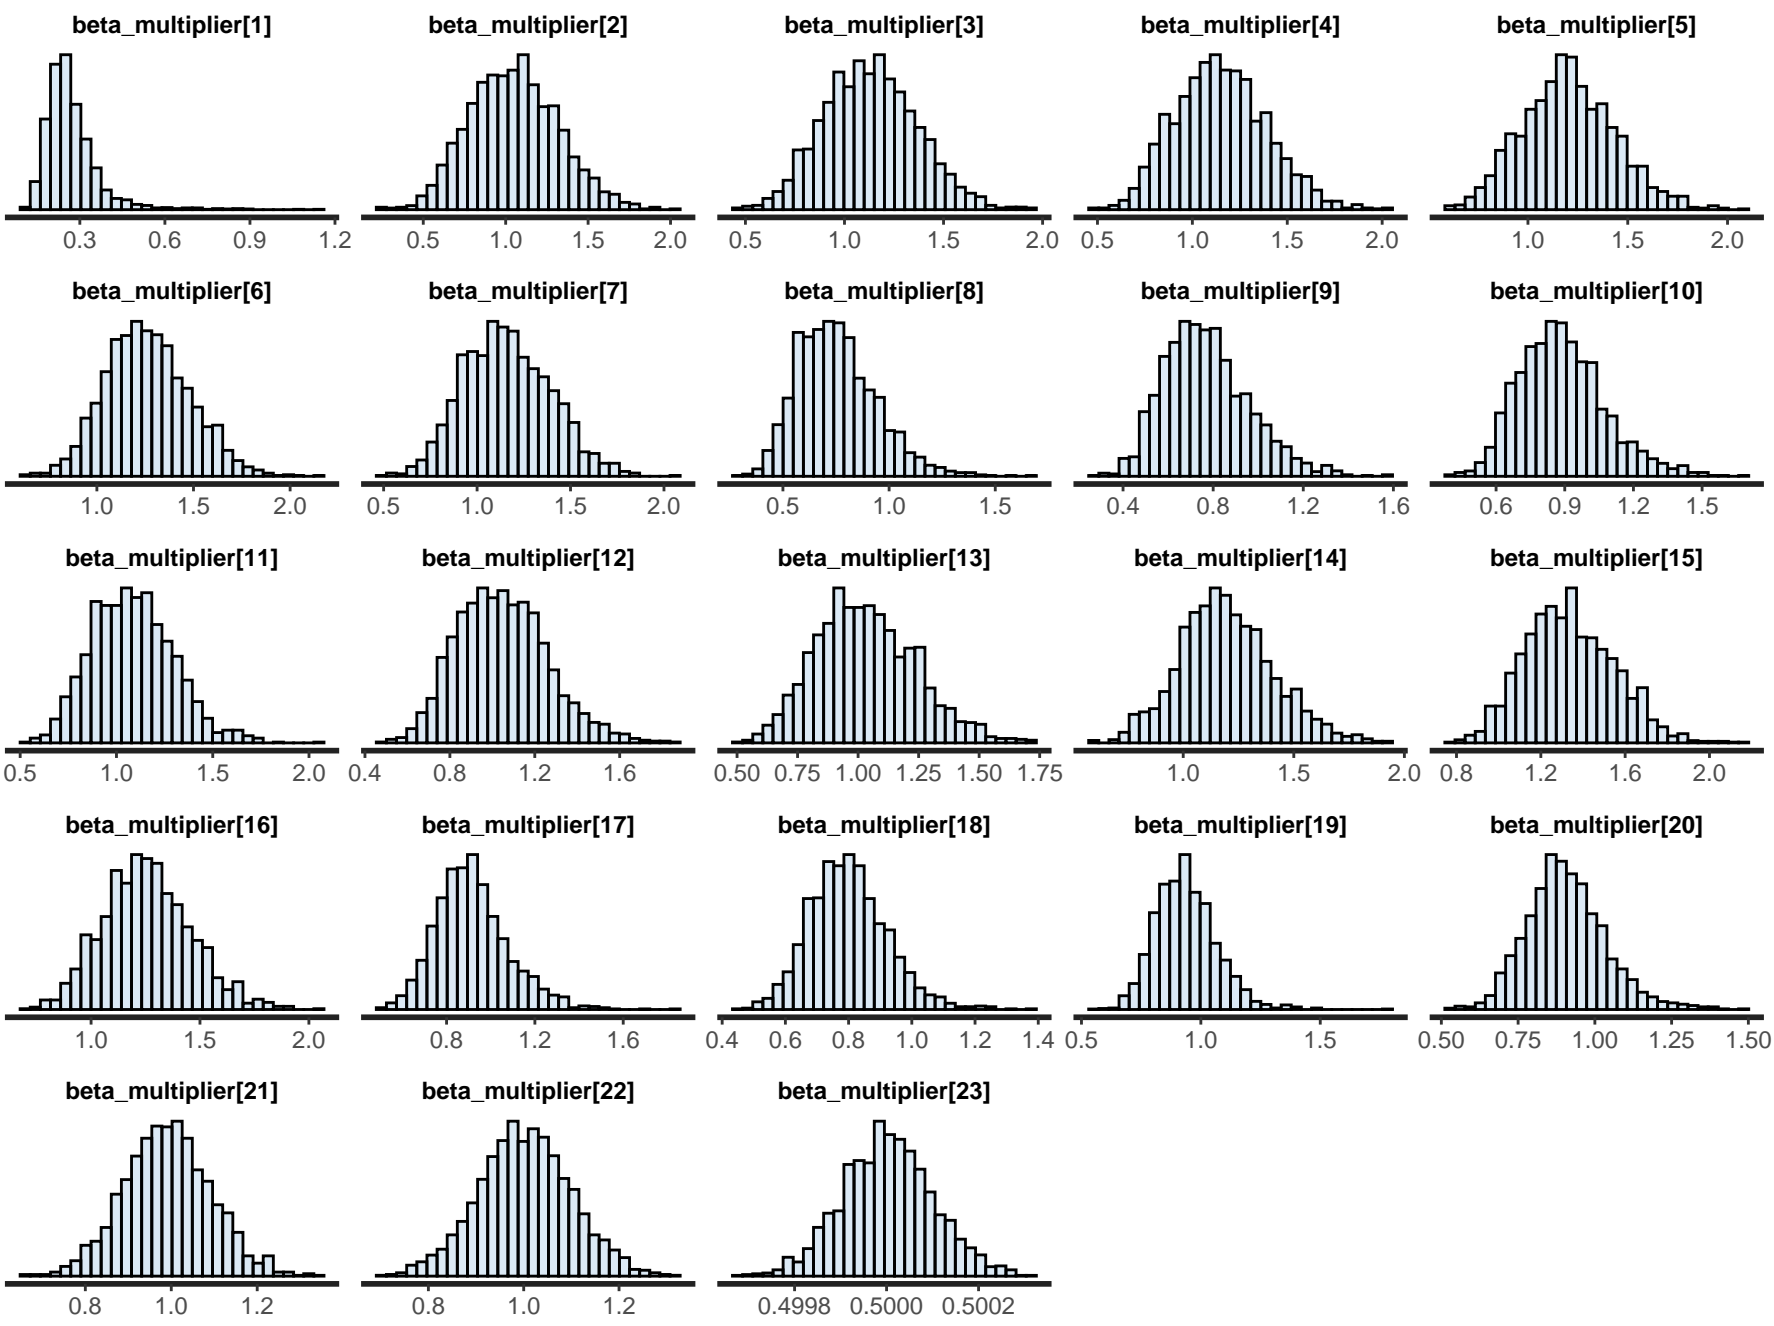 beta_multiplier[1] beta_multiplier[2] beta_multiplier[3] beta_multiplier[4] beta_multiplier[5]
0.3 0.6 0.9 1.2 0.5 1.0 1.5 2.0 0.5 1.0 1.5 2.0 0.5 1.0 1.5 2.0 1.0 1.5 2.0
beta_multiplier[6] beta_multiplier[7] beta_multiplier[8] beta_multiplier[9] beta_multiplier[10]
1.0 1.5 2.0 0.5 1.0 1.5 2.0 0.5 1.0 1.5 0.4 0.8 1.2 1.6 0.6 0.9 1.2 1.5
beta_multiplier[11] beta_multiplier[12] beta_multiplier[13] beta_multiplier[14] beta_multiplier[15]
0.5 1.0 1.5 2.0 0.4 0.8 1.2 1.6 0.50 0.75 1.00 1.25 1.50 1.75 1.0 1.5 2.0 0.8 1.2 1.6 2.0
beta_multiplier[16] beta_multiplier[17] beta_multiplier[18] beta_multiplier[19] beta_multiplier[20]
1.0 1.5 2.0 0.8 1.2 1.6 0.4 0.6 0.8 1.0 1.2 1.4 0.5 1.0 1.5 0.50 0.75 1.00 1.25 1.50
beta_multiplier[21] beta_multiplier[22] beta_multiplier[23]
0.8 1.0 1.2 0.8 1.0 1.2 0.4998 0.5000 0.5002